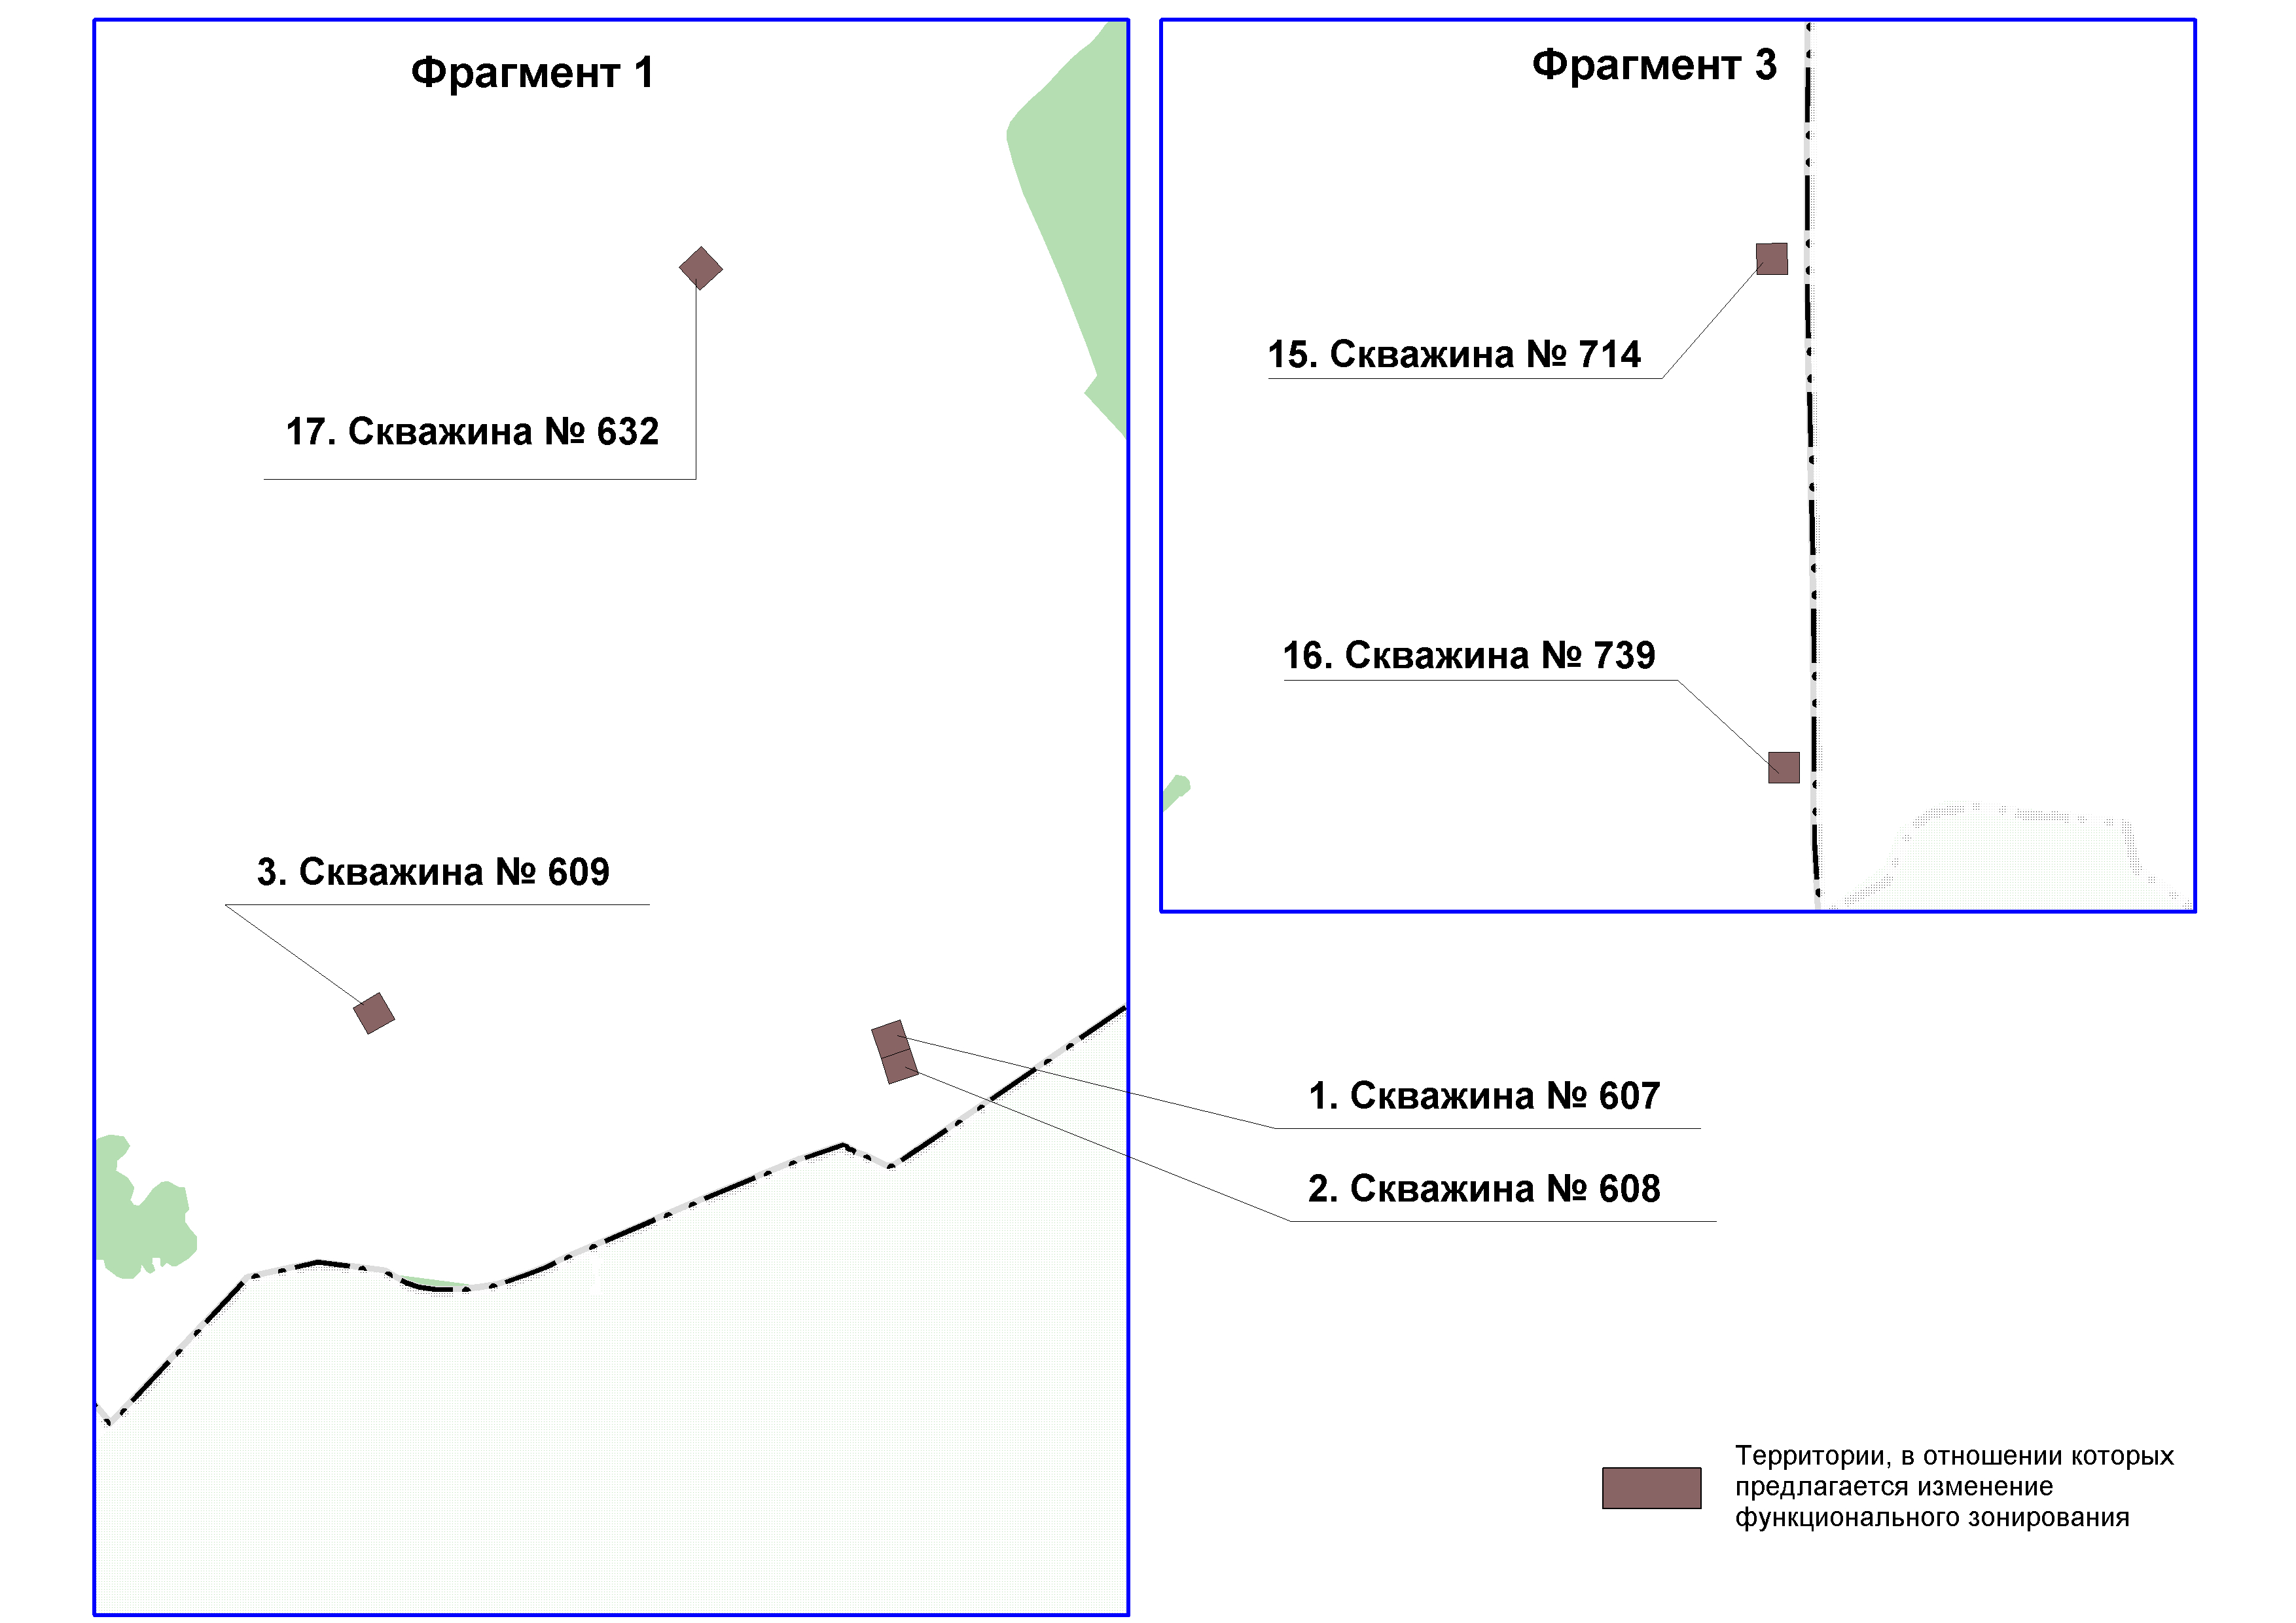 Фрагмент 1
17. Скважина № 632
3. Скважина № 609
Фрагмент 3
15. Скважина № 714
16. Скважина № 739
1. Скважина № 607
2. Скважина № 608
Территории, в отношении которых
предлагается изменение
функционального зонирования